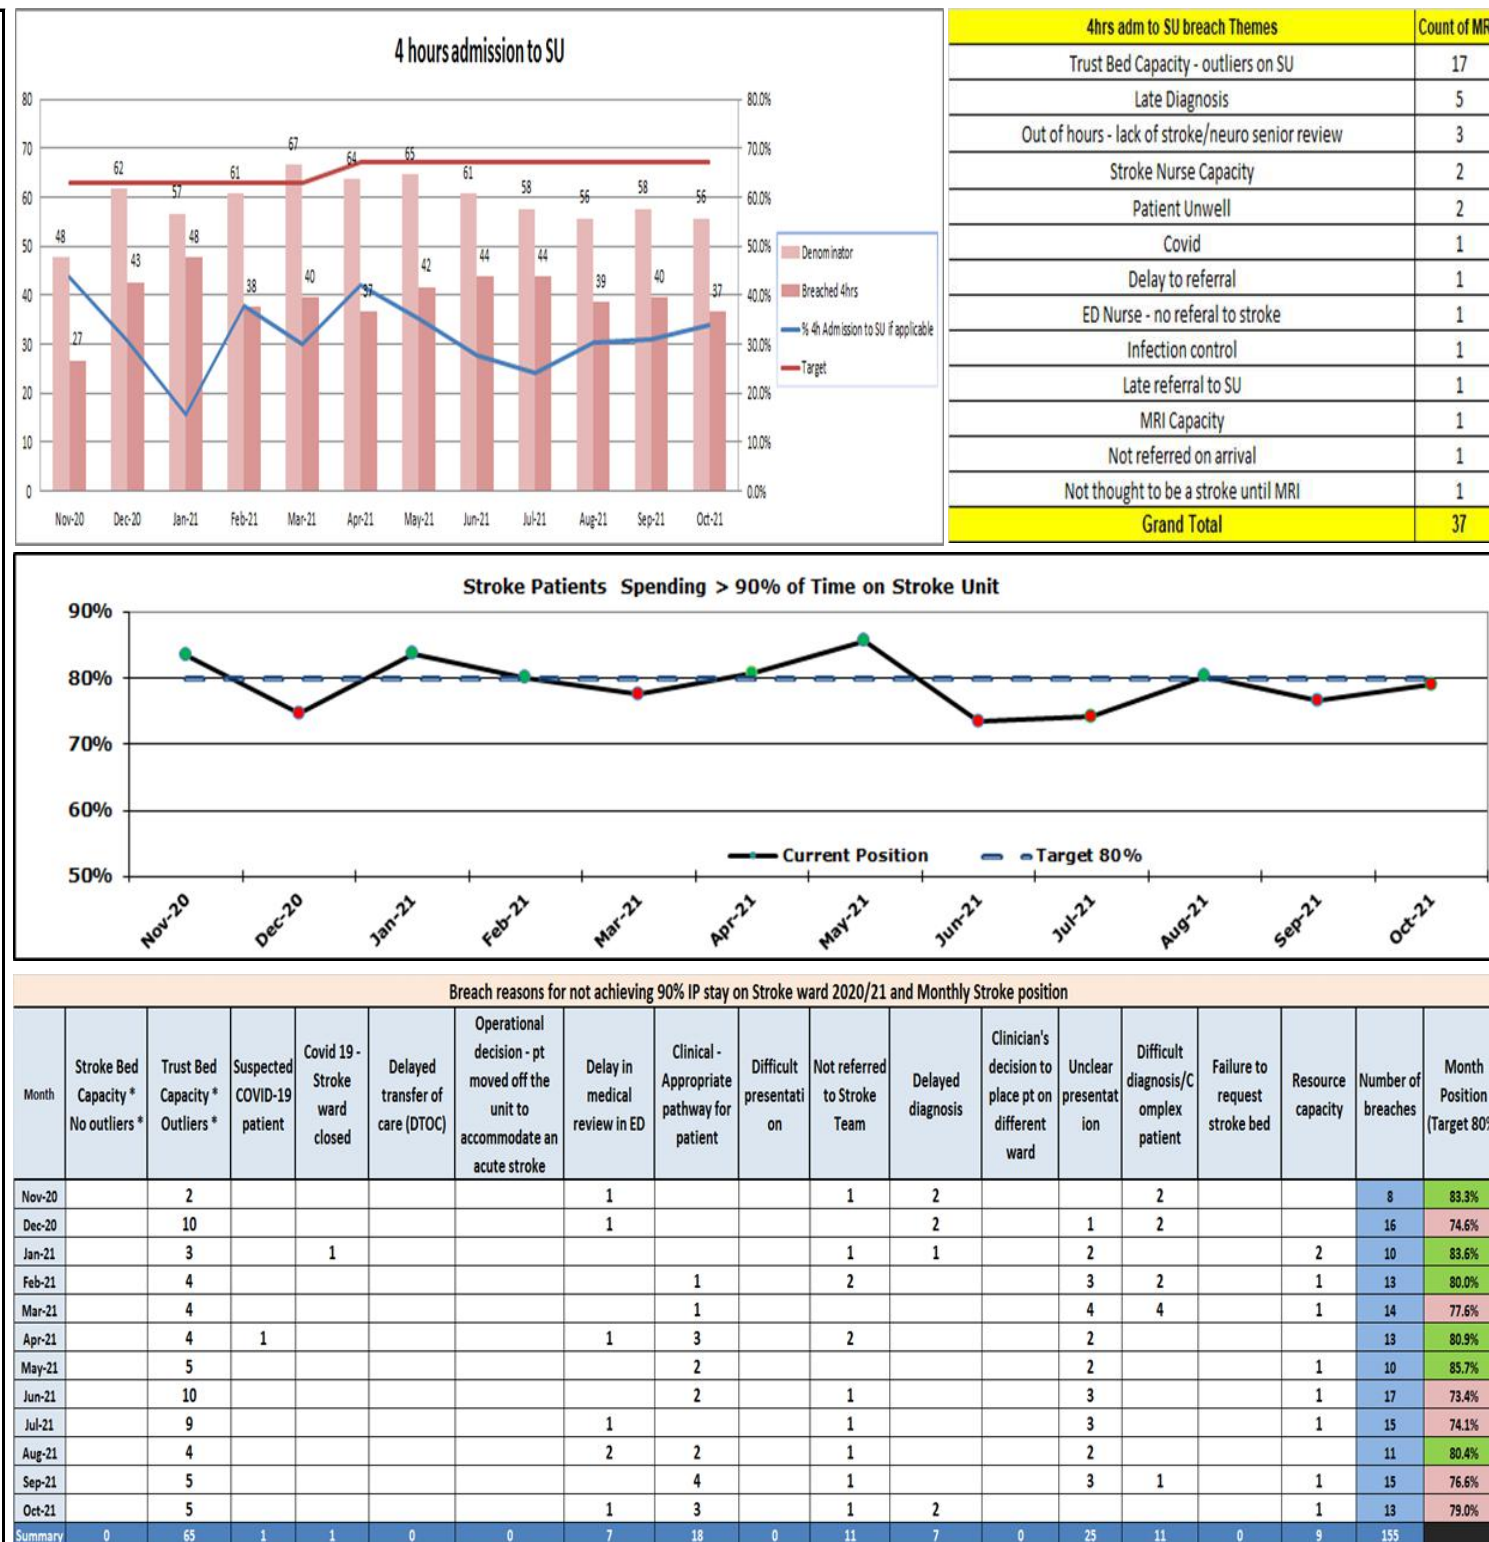 4 hours admission to SU
80
70
60
50
40
30
20
10
0
80.0%
70.0%
60.0%
50.0%
40.0%
30.0%
20.0%
10.0%
0.0%
48 62 57 61 67 64 65 61 58 56 58 56
27 43 48 38 40 37 42 44 44 39 40 37
Nov-20 Dec-20 Jan-21 Feb-21 Mar-21 Apr-21 May-21 Jun-21 Jul-21 Aug-21 Sep-21 Oct-21
Denominator
Breached 4hrs
% 4h Admission to SU if applicable
Target
4hrs adm to SU breach Themes Count of MR
Trust Bed Capacity - outliers on SU 17
Late Diagnosis 5
Out of hours - lack of stroke/neuro senior review 3
Stroke Nurse Capacity 2
Patient Unwell 2
Covid 1
Delay to referral 1
ED Nurse - no referal to stroke 1
Infection control 1
Late referral to SU 1
MRI Capacity 1
Not referred on arrival 1
Not thought to be a stroke until MRI 1
Grand Total 37
Stroke Patients Spending > 90% of Time on Stroke Unit
90%
80%
70%
60%
50%
Current Position Target 80%
Nov-20 Dec-20 Jan-21 Feb-21 Mar-21 Apr-21 May-21 Jun-21 Jul-21 Aug-21 Sep-21 Oct-21
Breach reasons for not achieving 90% IP stay on Stroke ward 2020/21 and Monthly Stroke position
Month
Stroke Bed
Capacity *
No outliers *
Trust Bed
Capacity *
Outliers *
Suspected
COVID-19
patient
Covid 19 -
Stroke
ward
closed
Delayed
transfer of
care (DTOC)
Operational
decision - pt
moved off the
unit to
accommodate an
acute stroke
Delay in
medical
review in ED
Clinical -
Appropriate
pathway for
patient
Difficult
presentati
on
Not referred
to Stroke
Team
Delayed
diagnosis
Clinician's
decision to
place pt on
different
ward
Unclear
presentat
ion
Difficult
diagnosis/C
omplex
patient
Failure to
request
stroke bed
Resource
capacity
Number of
breaches
Month
Position
(Target 80%
Nov-20 2 1 1 2 2 8 83.3%
Dec-20 10 1 2 1 2 16 74.6%
Jan-21 3 1 1 1 2 2 10 83.6%
Feb-21 4 1 2 3 2 1 13 80.0%
Mar-21 4 1 4 4 1 14 77.6%
Apr-21 4 1 1 3 2 2 13 80.9%
May-21 5 2 2 1 10 85.7%
Jun-21 10 2 1 3 1 17 73.4%
Jul-21 9 1 1 3 1 15 74.1%
Aug-21 4 2 2 1 2 11 80.4%
Sep-21 5 4 1 3 1 1 15 76.6%
Oct-21 5 1 3 1 2 1 13 79.0%
Summary 0 65 1 1 0 0 7 18 0 11 7 0 25 11 0 9 155